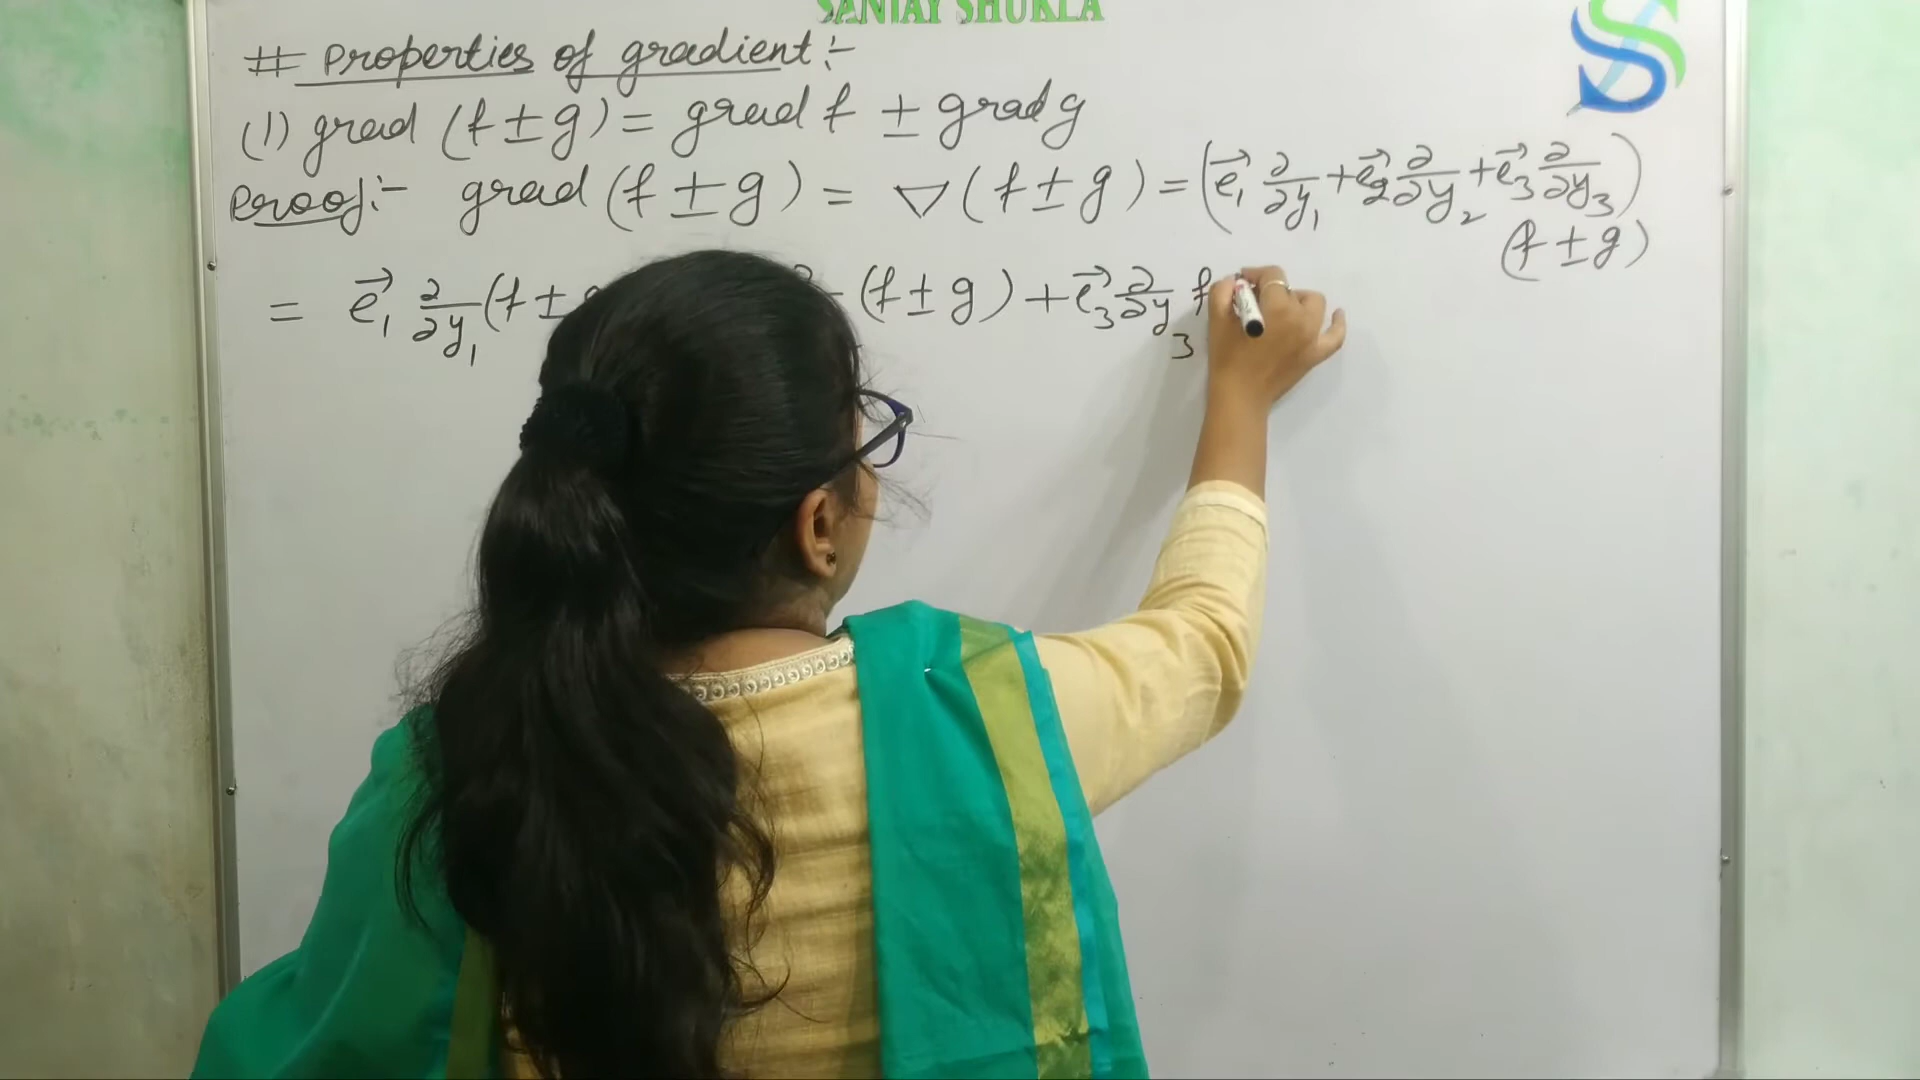 SANJAY SHUKLA
# Properties of gradient:-
(1) grad (f ± g) = grad f ± grad g
Proof:- grad (f ± g) = ▽ (f ± g) = (e⃗₁ ∂/∂y₁ + e⃗₂ ∂/∂y₂ + e⃗₃ ∂/∂y₃)
(f ± g)
= e⃗₁ ∂/∂y₁ (f ± (f ± g) + e⃗₃ ∂/∂y₃ f